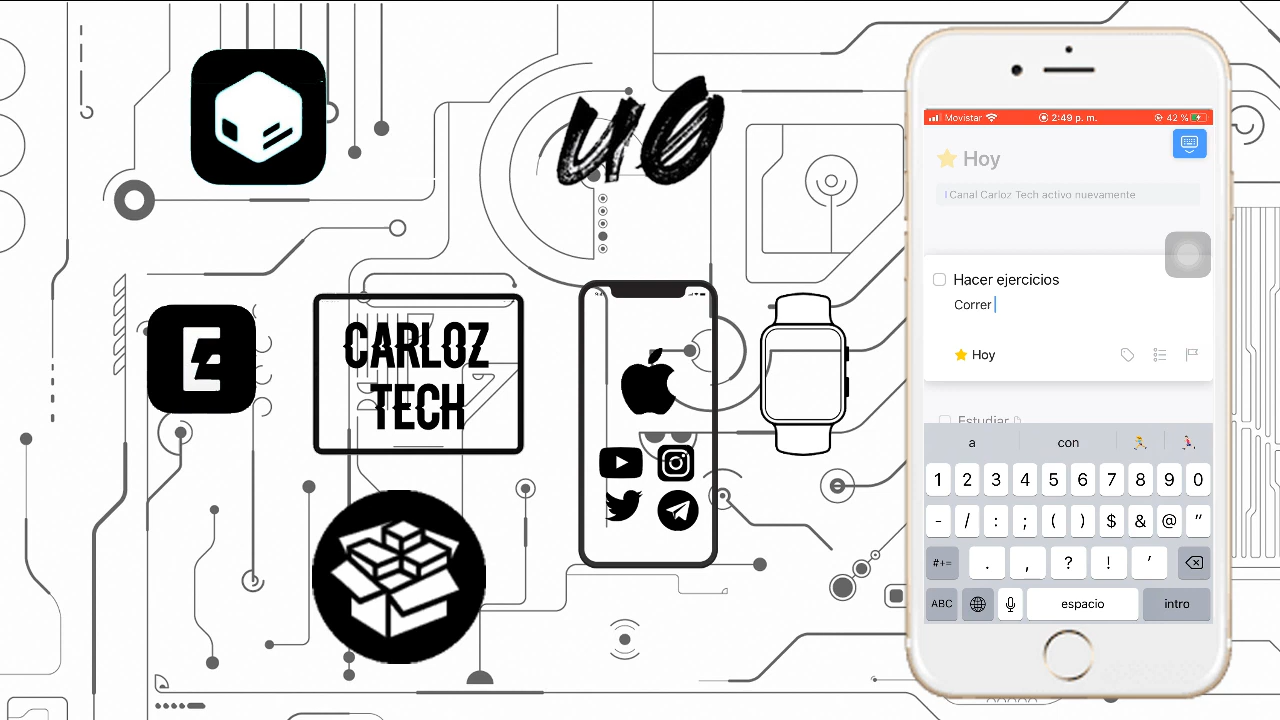 u0
CARLOZ
TECH
Movistar
2:49 p. m.
42 %
Hoy
Canal Carloz Tech activo nuevamente
Hacer ejercicios
Correr
Hoy
Estudiar
a
con
1 2 3 4 5 6 7 8 9 0
- / : ; ( ) $ & @ "
#+= . , ? ! '
ABC espacio intro